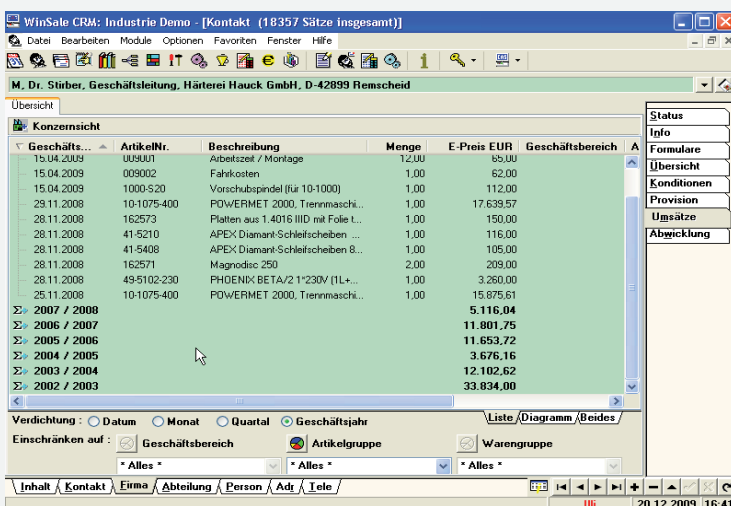 WinSale CRM: Industrie Demo - [Kontakt (18357 Sätze insgesamt)]
Datei Bearbeiten Module Optionen Favoriten Fenster Hilfe
M, Dr. Stirber, Geschäftsleitung, Härterei Hauck GmbH, D-42899 Remscheid
Übersicht
Konzernsicht
Geschäfts... ArtikelNr. Beschreibung Menge E-Preis EUR Geschäftsbereich A
15.04.2009 009001 Arbeitszeit / Montage 12,00 65,00
15.04.2009 009002 Fahrkosten 1,00 62,00
15.04.2009 1000-S20 Vorschubspindel (für 10-1000) 1,00 112,00
29.11.2008 10-1075-400 POWERMET 2000, Trennmaschi... 1,00 17.639,57
28.11.2008 162573 Platten aus 1.4016 IIID mit Folie t... 1,00 150,00
28.11.2008 41-5210 APEX Diamant-Schleifscheiben ... 1,00 116,00
28.11.2008 41-5408 APEX Diamant-Schleifscheiben 8... 1,00 105,00
28.11.2008 162571 Magnodisc 250 2,00 209,00
28.11.2008 49-5102-230 PHOENIX BETA/2 1*230V (1L+... 1,00 3.260,00
25.11.2008 10-1075-400 POWERMET 2000, Trennmaschi... 1,00 15.875,61
Σ 2007 / 2008 5.116,04
Σ 2006 / 2007 11.801,75
Σ 2005 / 2006 11.653,72
Σ 2004 / 2005 3.676,16
Σ 2003 / 2004 12.102,62
Σ 2002 / 2003 33.834,00
Status
Info
Formulare
Übersicht
Konditionen
Provision
Umsätze
Abwicklung
Verdichtung : Datum Monat Quartal Geschäftsjahr
Liste Diagramm Beides
Einschränken auf : Geschäftsbereich Artikelgruppe Warengruppe
* Alles * * Alles * * Alles *
Inhalt Kontakt Firma Abteilung Person Adr Tele
Uli 20.12.2009 16:41